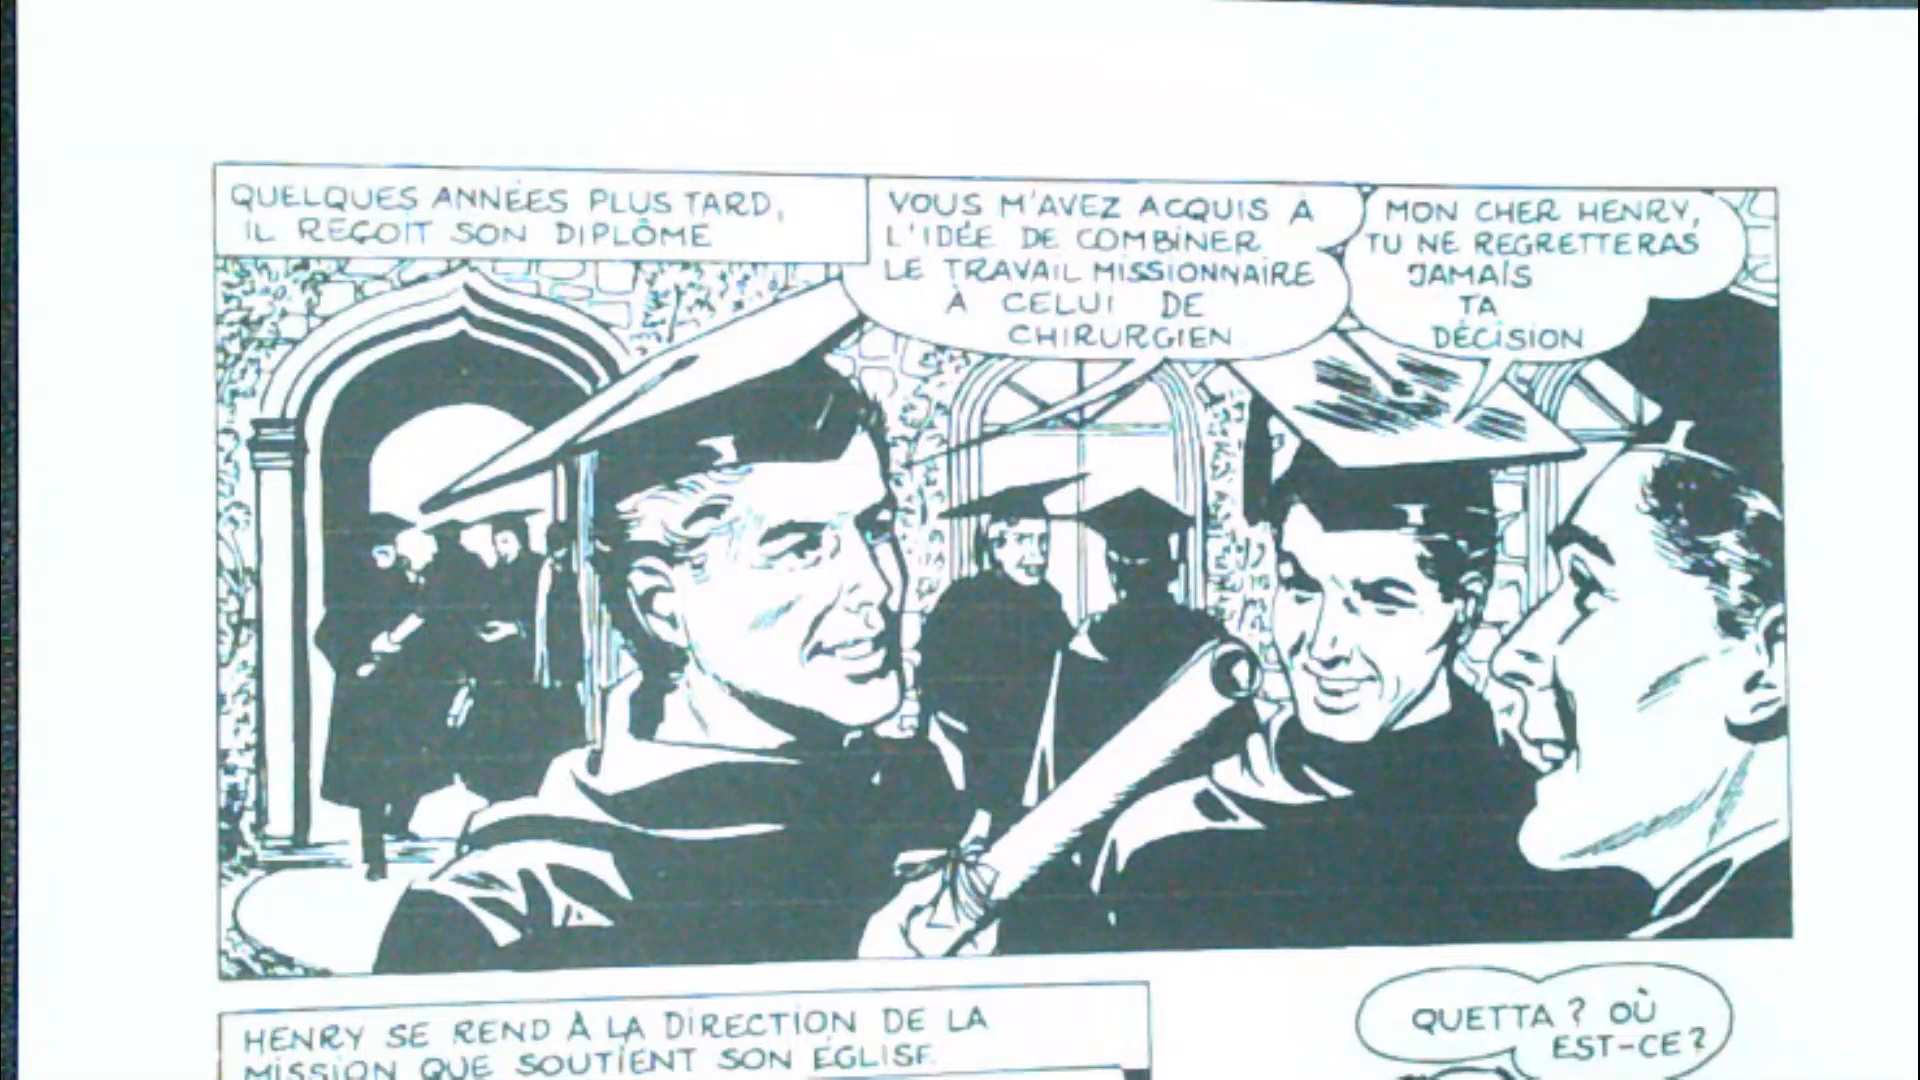 QUELQUES ANNÉES PLUS TARD,
IL REÇOIT SON DIPLÔME
VOUS M'AVEZ ACQUIS À
L'IDÉE DE COMBINER
LE TRAVAIL MISSIONNAIRE
À CELUI DE
CHIRURGIEN
MON CHER HENRY,
TU NE REGRETTERAS
JAMAIS
TA
DÉCISION
HENRY SE REND À LA DIRECTION DE LA
MISSION QUE SOUTIENT SON ÉGLISE
QUETTA ? OÙ
EST-CE ?